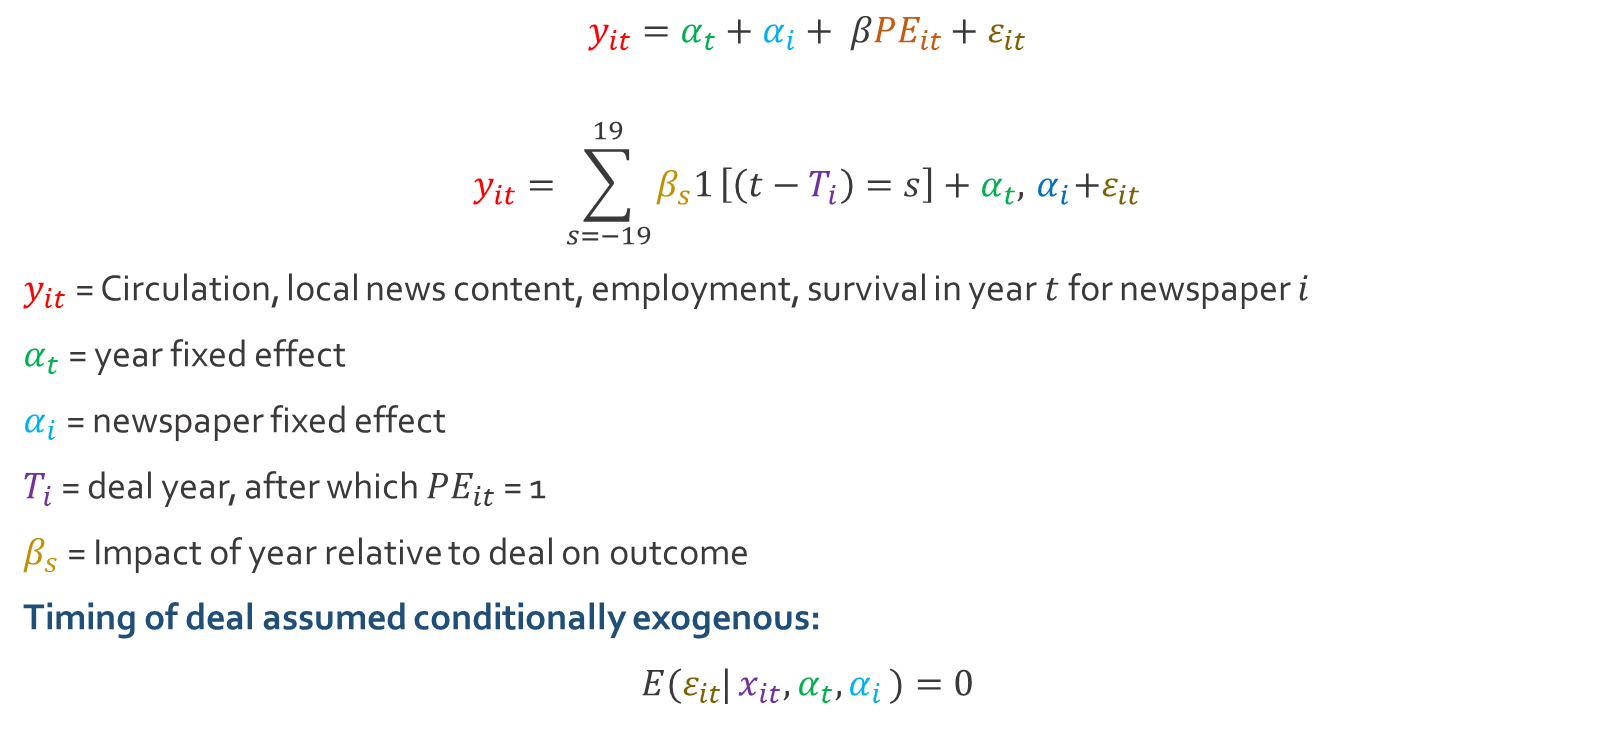 y_it = α_t + α_i + βPE_it + ε_it
y_it = ∑_{s=−19}^{19} β_s 1[(t − T_i) = s] + α_t, α_i+ε_it
y_it = Circulation, local news content, employment, survival in year t for newspaper i
α_t = year fixed effect
α_i = newspaper fixed effect
T_i = deal year, after which PE_it = 1
β_s = Impact of year relative to deal on outcome
Timing of deal assumed conditionally exogenous:
E(ε_it| x_it, α_t, α_i ) = 0